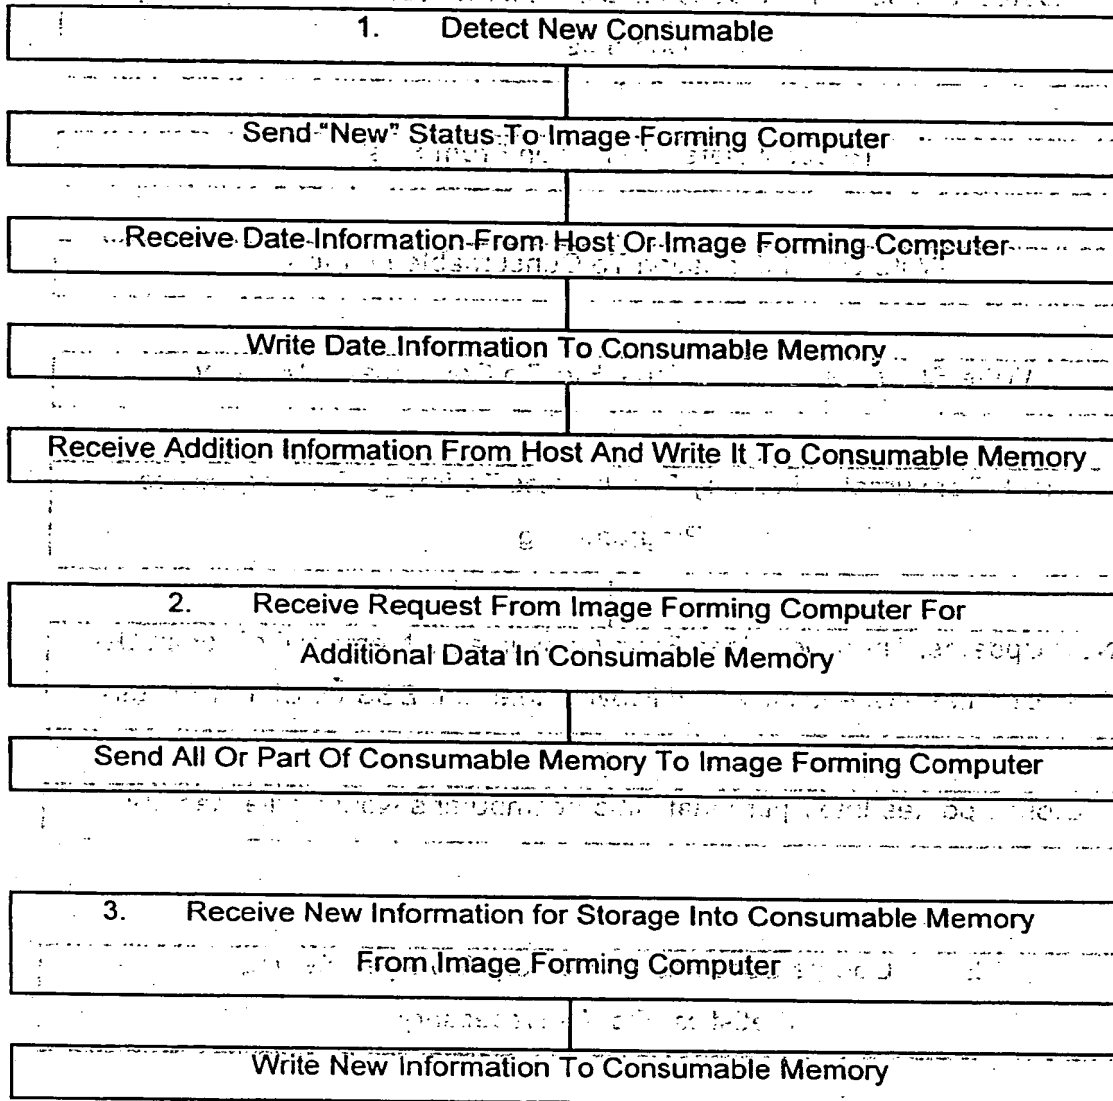 1. Detect New Consumable
Send "New" Status To Image Forming Computer
Receive Date Information From Host Or Image Forming Computer
Write Date Information To Consumable Memory
Receive Addition Information From Host And Write It To Consumable Memory
2. Receive Request From Image Forming Computer For
Additional Data In Consumable Memory
Send All Or Part Of Consumable Memory To Image Forming Computer
3. Receive New Information for Storage Into Consumable Memory
From Image Forming Computer
Write New Information To Consumable Memory